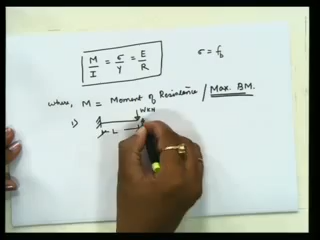 M/I = σ/Y = E/R
σ = f_b
where, M = Moment of Resistance / Max. BM.
1)
W KN
L